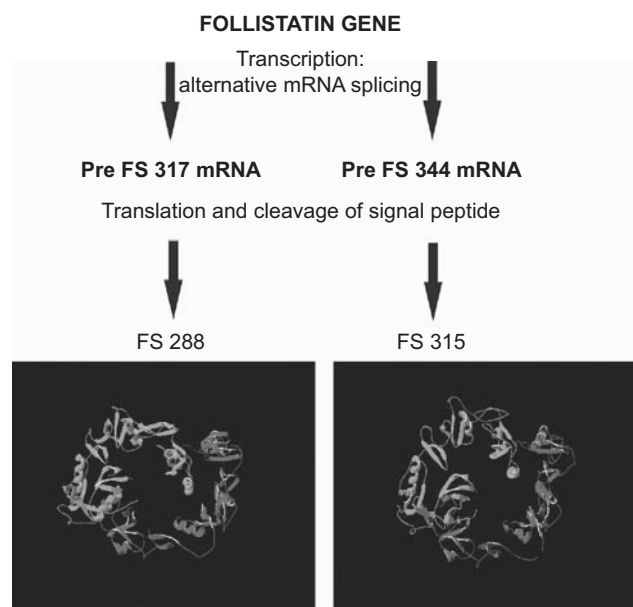 FOLLISTATIN GENE
Transcription:
alternative mRNA splicing
Pre FS 317 mRNA Pre FS 344 mRNA
Translation and cleavage of signal peptide
FS 288 FS 315